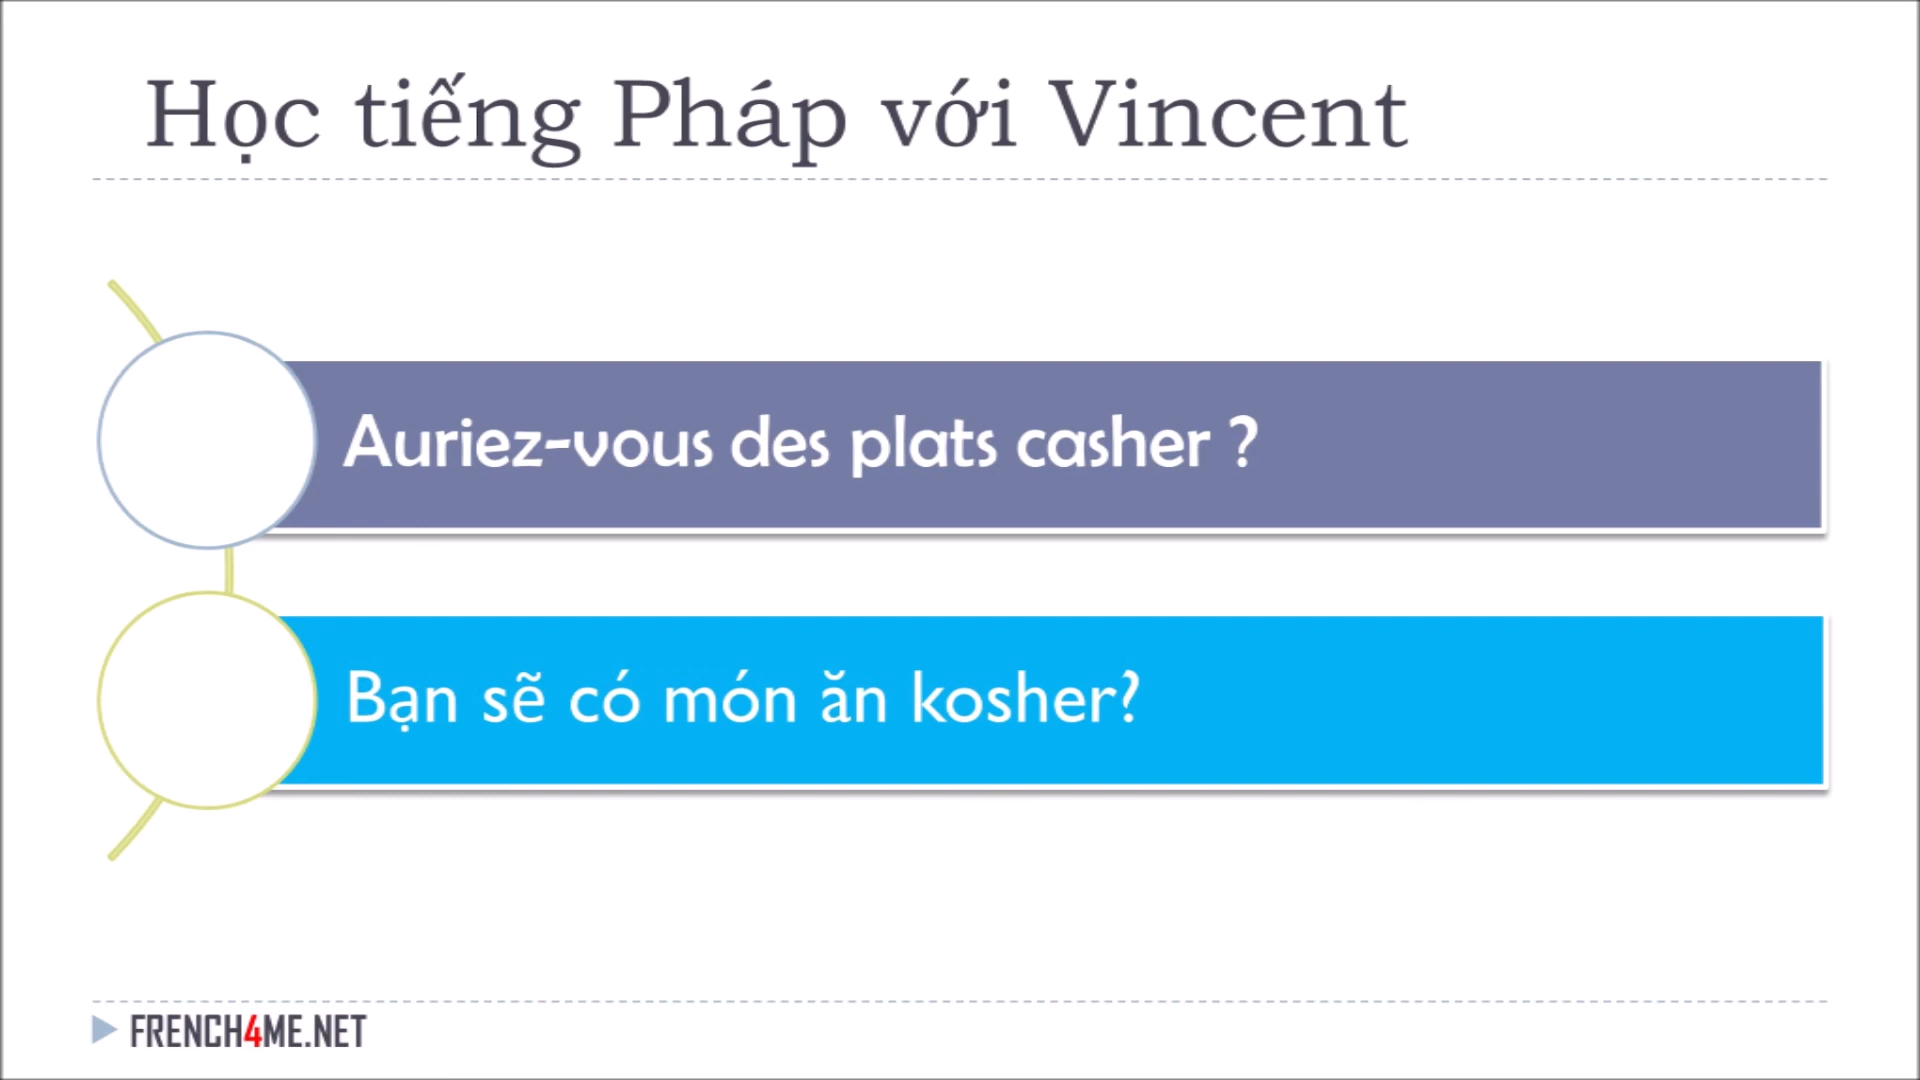 Học tiếng Pháp với Vincent
Auriez-vous des plats casher ?
Bạn sẽ có món ăn kosher?
FRENCH4ME.NET